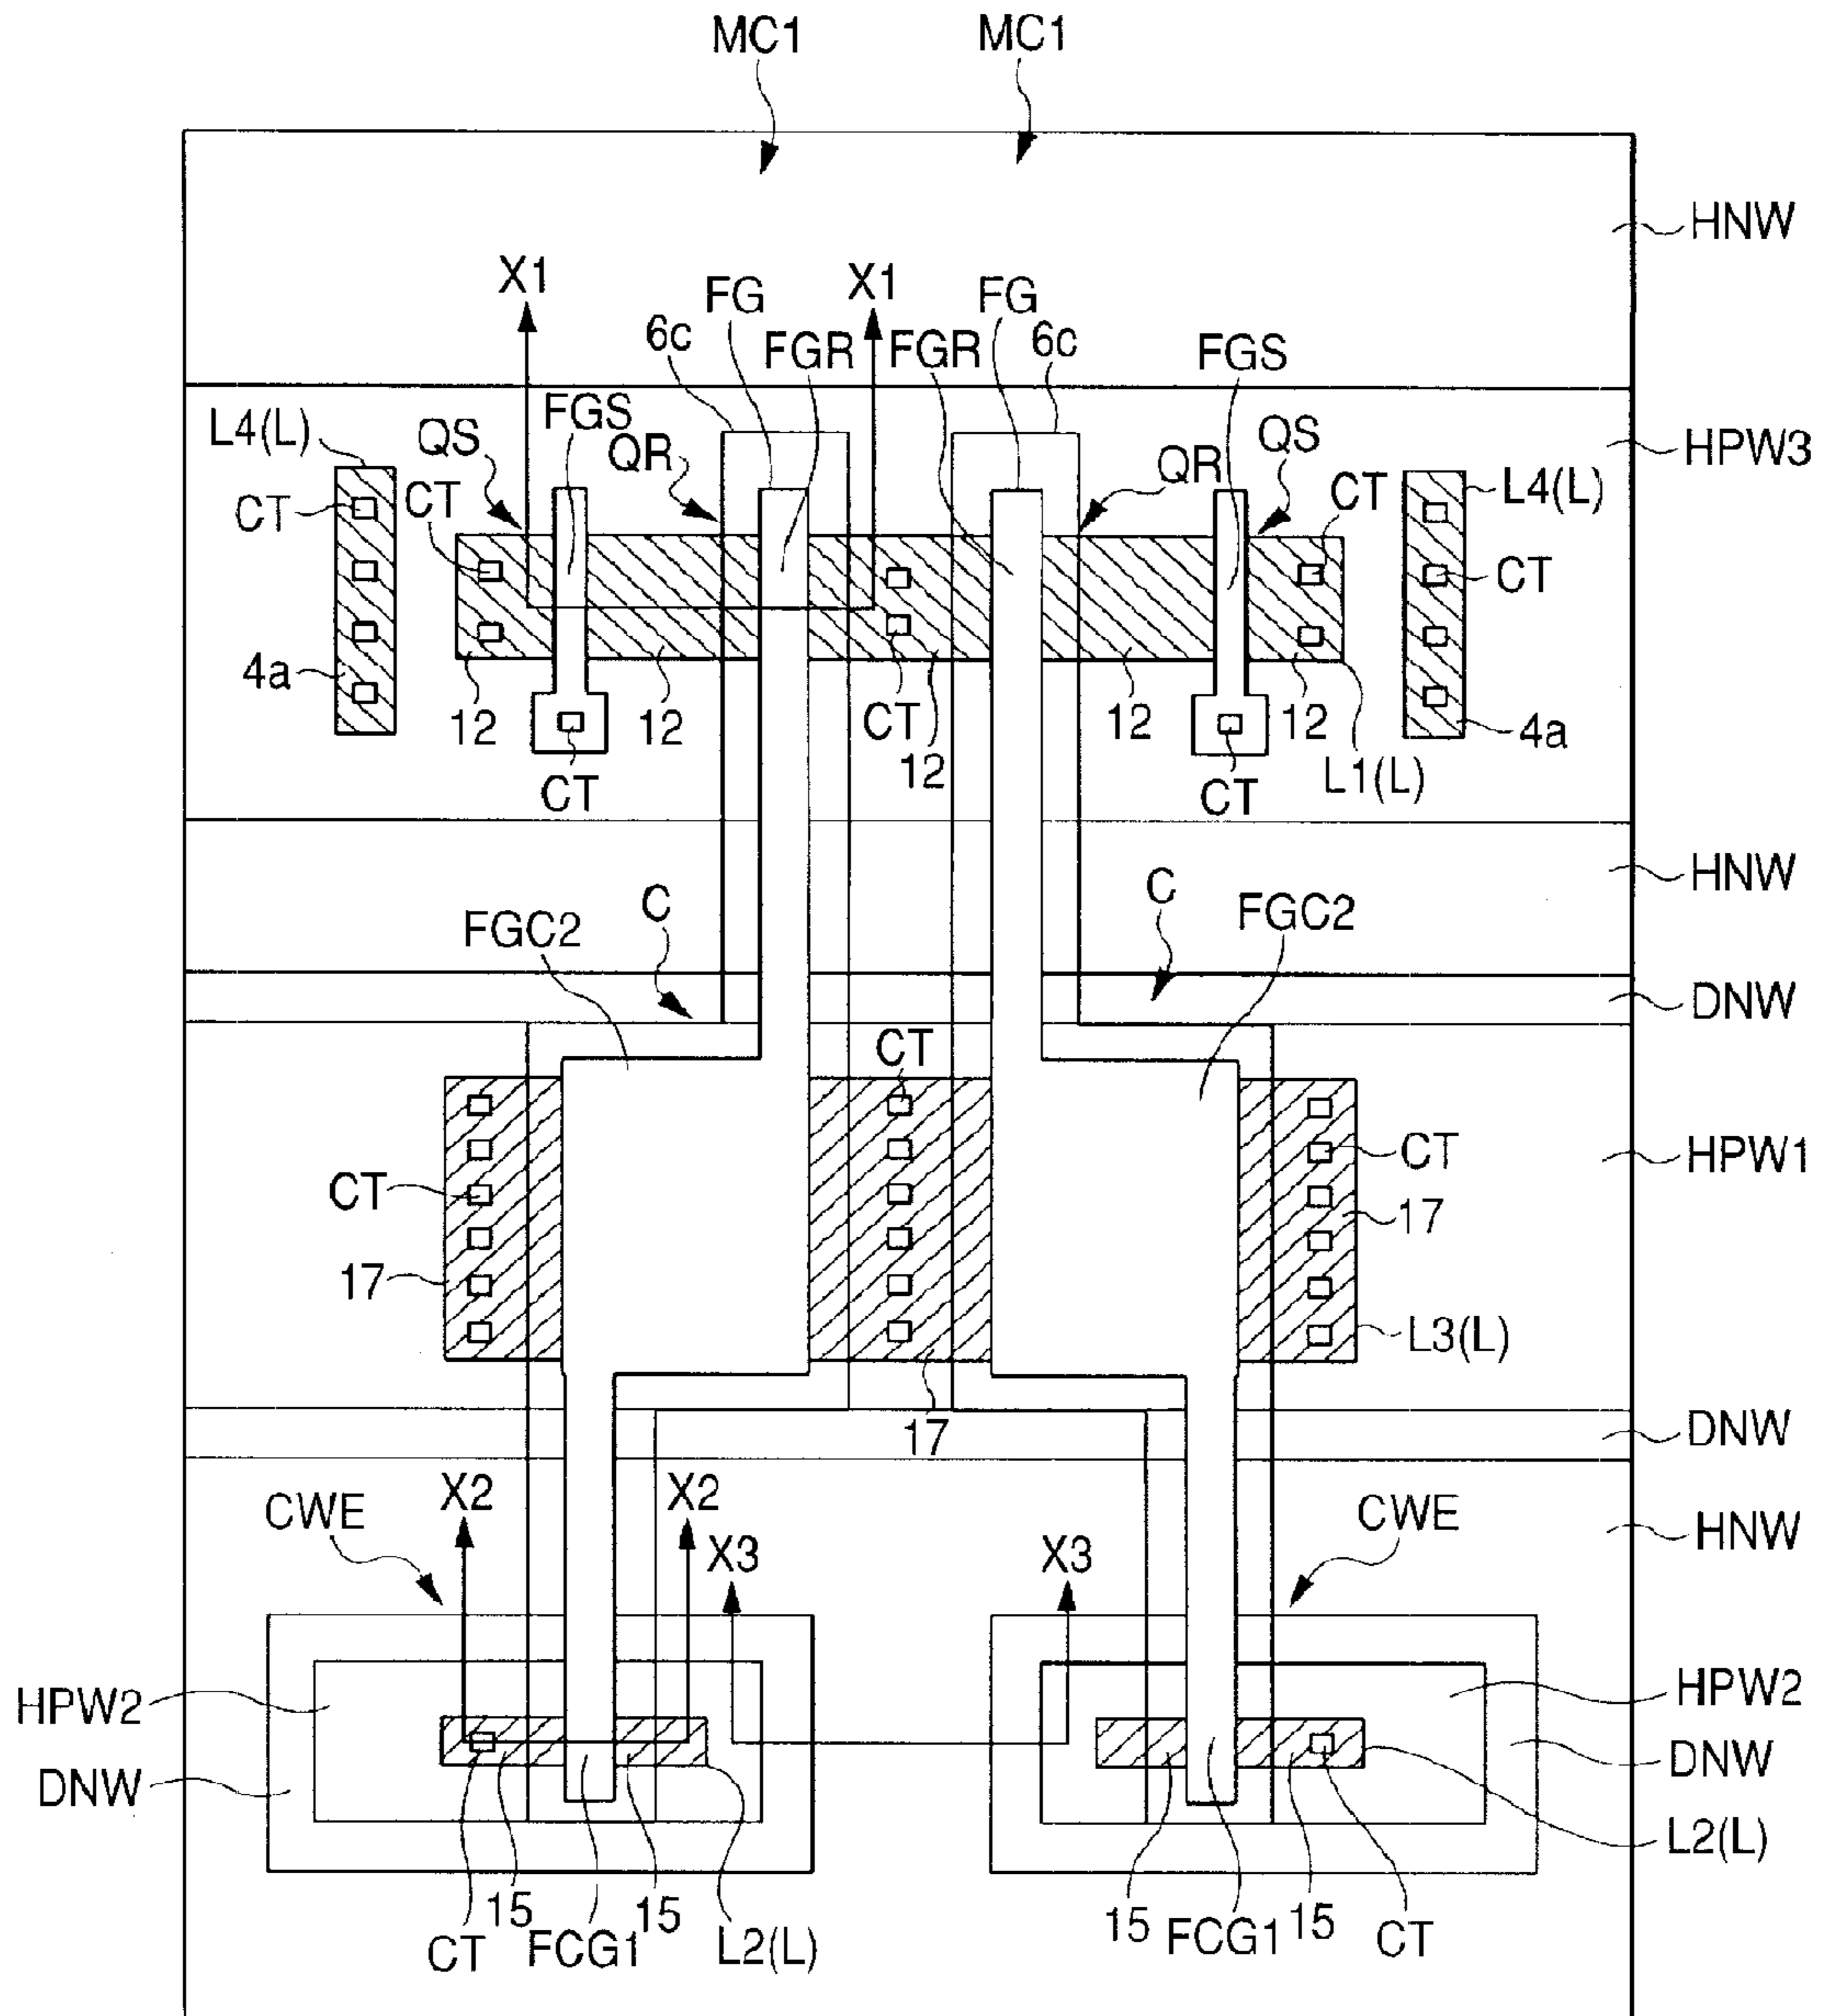 MC1 MC1
HNW
X1 FG X1 FG
6c FGR FGR 6c FGS
L4(L) QS FGS QR QR QS HPW3
CT CT CT L4(L)
CT
4a 12 12 CT 12 12 12 4a
CT 12 CT L1(L)
HNW
FGC2 C C FGC2
DNW
CT
CT HPW1
CT 17
17
L3(L)
17 DNW
CWE X2 X2 CWE
X3 X3 HNW
HPW2 HPW2
DNW DNW
L2(L)
15 15 15 15
CT FCG1 L2(L) FCG1 CT